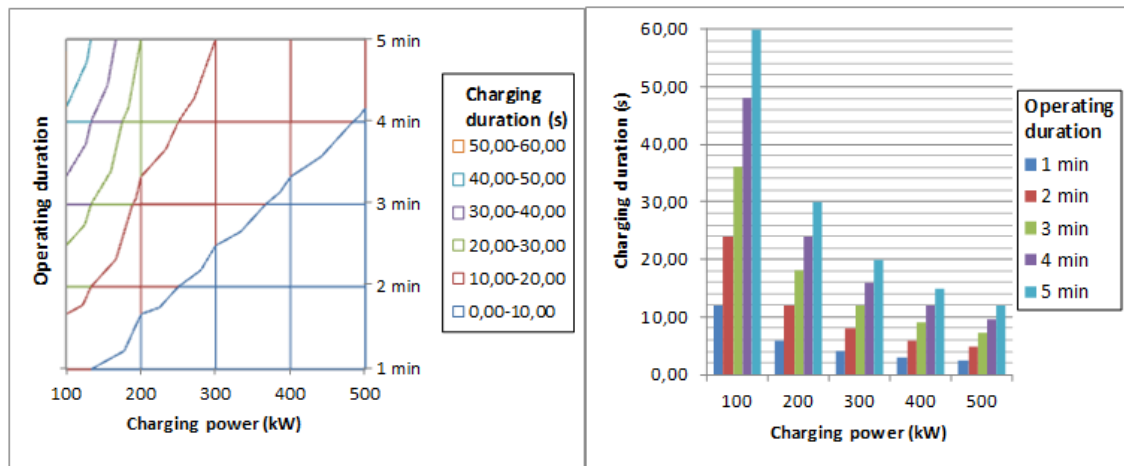 Operating duration
5 min
4 min
3 min
2 min
1 min
100 200 300 400 500
Charging power (kW)
Charging
duration (s)
50,00-60,00
40,00-50,00
30,00-40,00
20,00-30,00
10,00-20,00
0,00-10,00
Charging duration (s)
60,00
50,00
40,00
30,00
20,00
10,00
0,00
100 200 300 400 500
Charging power (kW)
Operating
duration
1 min
2 min
3 min
4 min
5 min